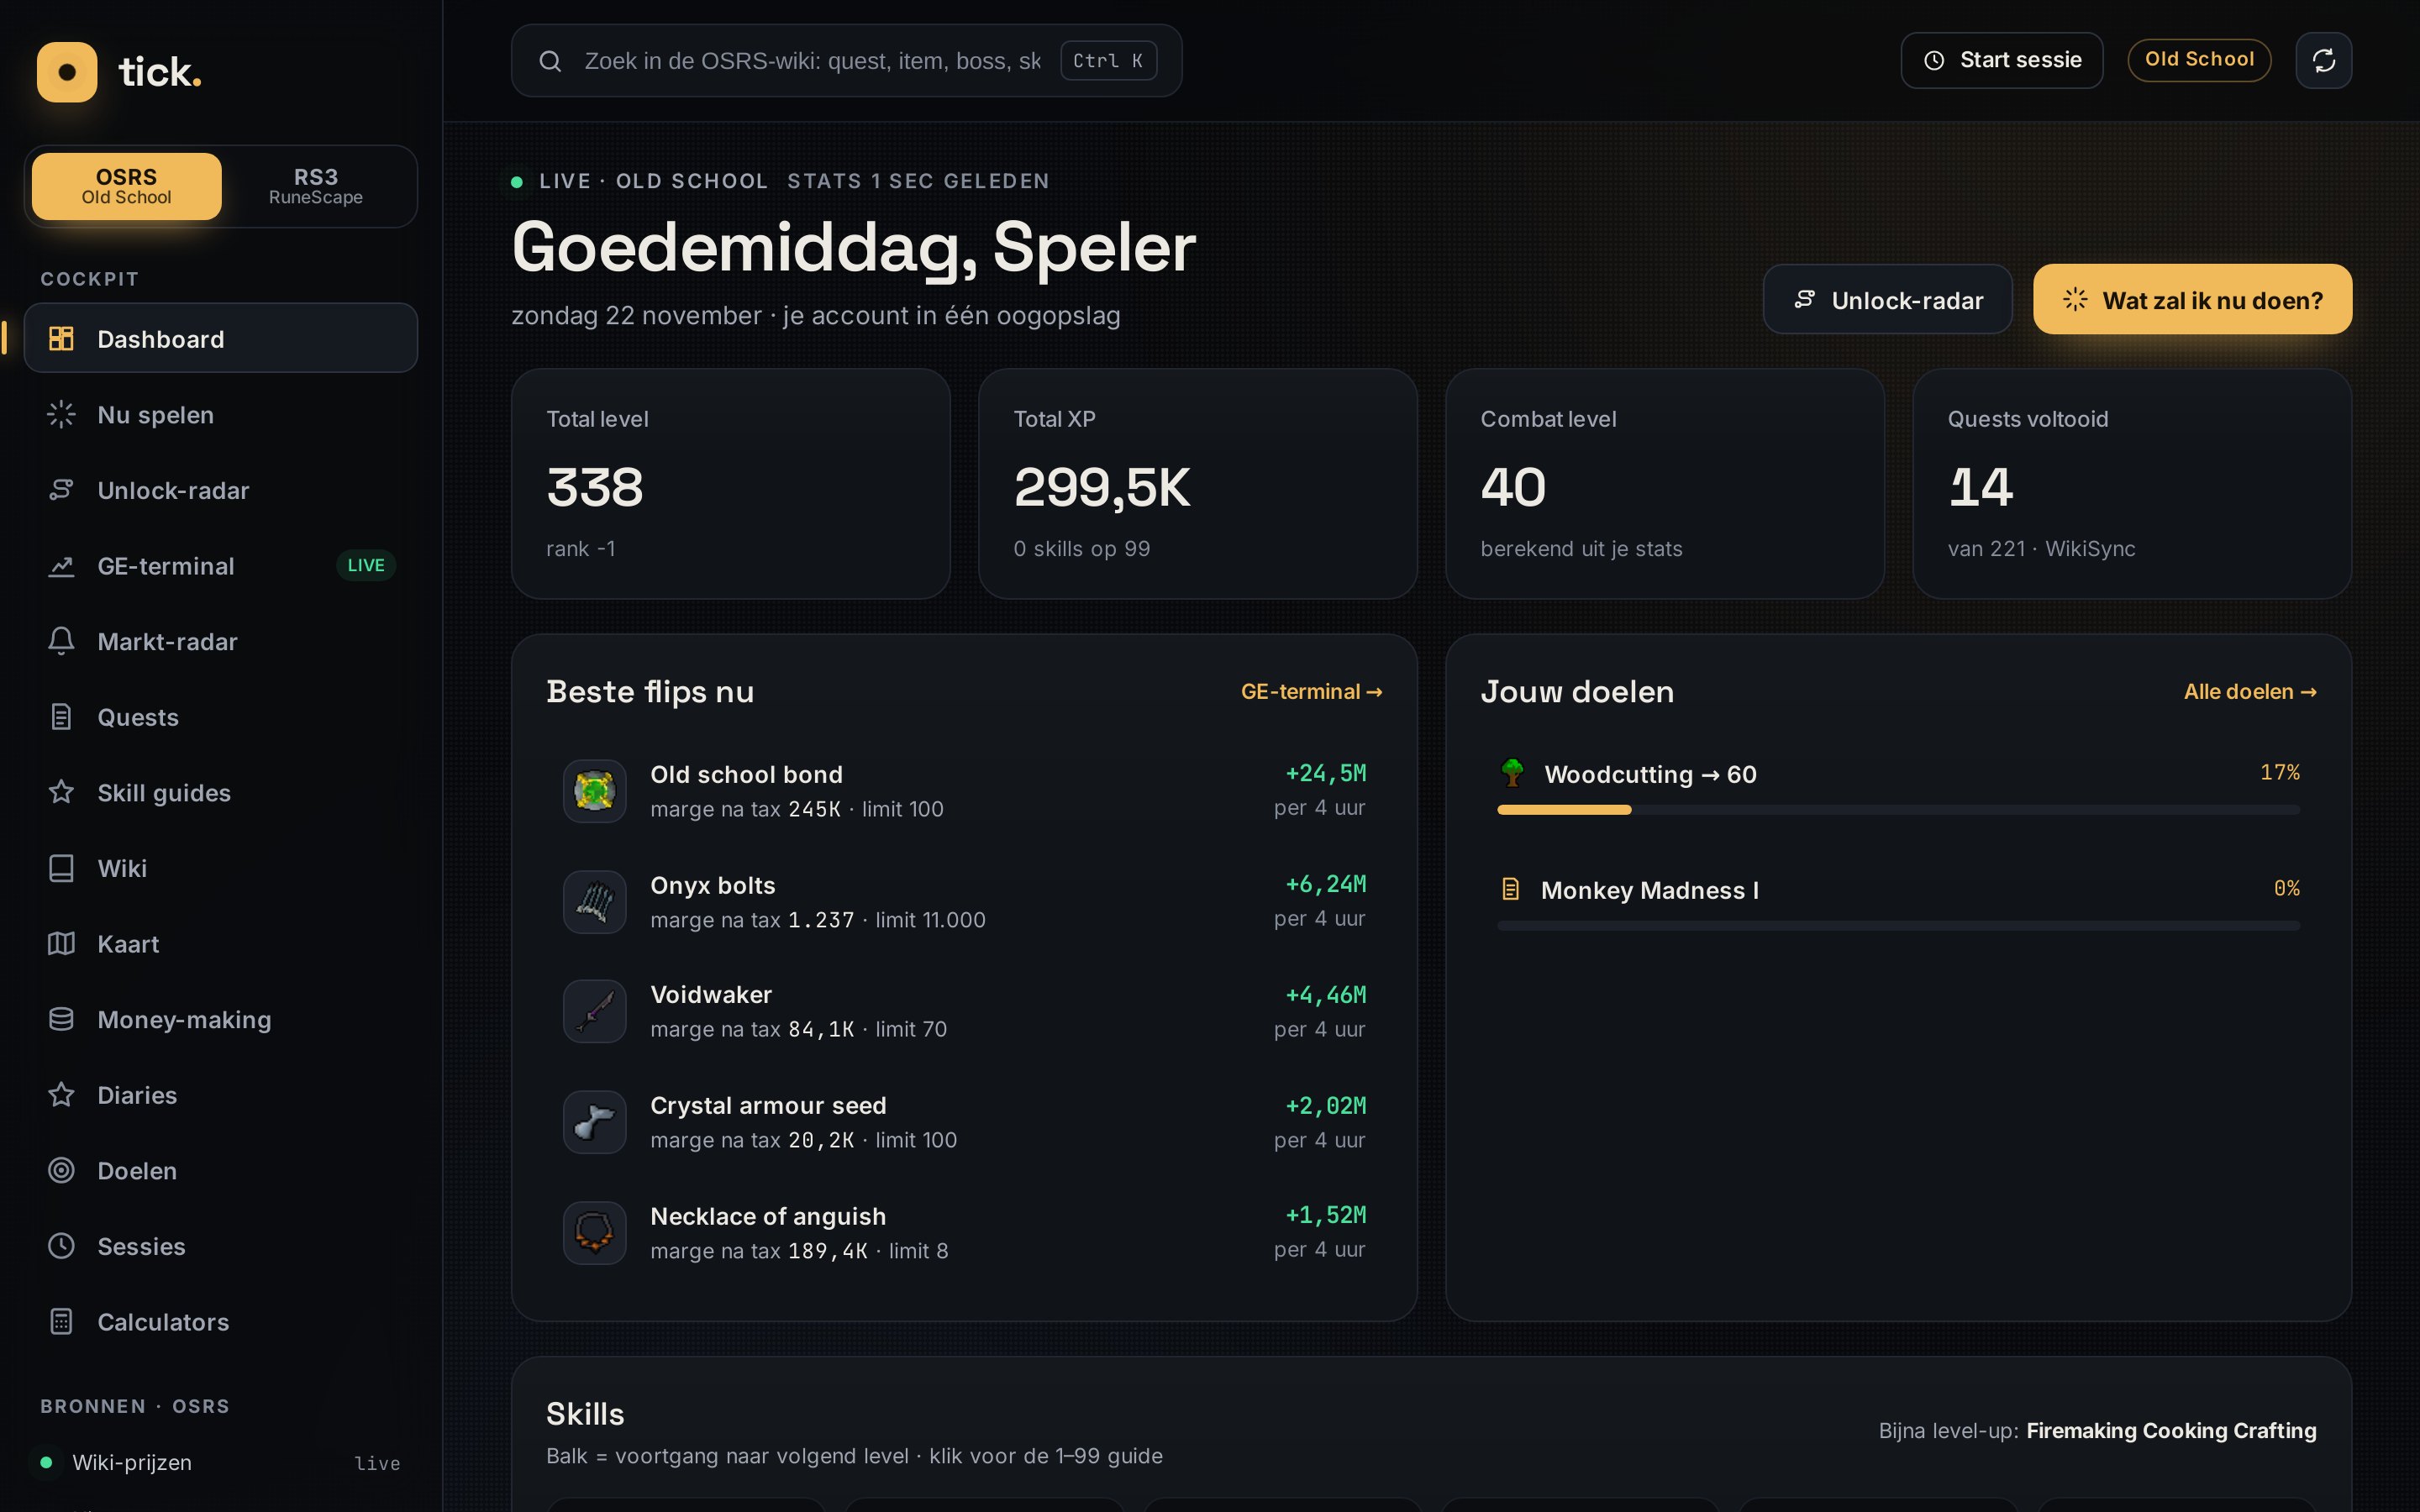 tick.
OSRS
Old School
RS3
RuneScape
COCKPIT
Dashboard
Nu spelen
Unlock-radar
GE-terminal LIVE
Markt-radar
Quests
Skill guides
Wiki
Kaart
Money-making
Diaries
Doelen
Sessies
Calculators
BRONNEN · OSRS
Wiki-prijzen live
Zoek in de OSRS-wiki: quest, item, boss, sk Ctrl K
Start sessie
Old School
LIVE · OLD SCHOOL STATS 1 SEC GELEDEN
Goedemiddag, Speler
zondag 22 november · je account in één oogopslag
Unlock-radar
Wat zal ik nu doen?
Total level
338
rank -1
Total XP
299,5K
0 skills op 99
Combat level
40
berekend uit je stats
Quests voltooid
14
van 221 · WikiSync
Beste flips nu GE-terminal →
Old school bond +24,5M
marge na tax 245K · limit 100 per 4 uur
Onyx bolts +6,24M
marge na tax 1.237 · limit 11.000 per 4 uur
Voidwaker +4,46M
marge na tax 84,1K · limit 70 per 4 uur
Crystal armour seed +2,02M
marge na tax 20,2K · limit 100 per 4 uur
Necklace of anguish +1,52M
marge na tax 189,4K · limit 8 per 4 uur
Jouw doelen Alle doelen →
Woodcutting → 60 17%
Monkey Madness I 0%
Skills
Balk = voortgang naar volgend level · klik voor de 1–99 guide
Bijna level-up: Firemaking Cooking Crafting